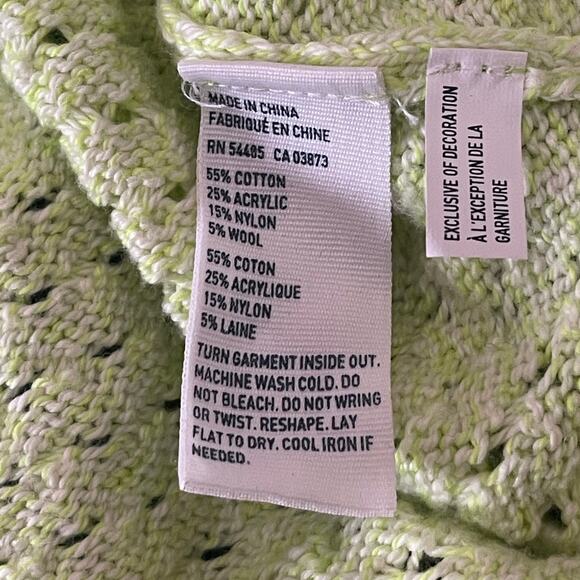 MADE IN CHINA
FABRIQUÉ EN CHINE
RN 54485 CA 03873
55% COTTON
25% ACRYLIC
15% NYLON
5% WOOL
55% COTON
25% ACRYLIQUE
15% NYLON
5% LAINE
TURN GARMENT INSIDE OUT.
MACHINE WASH COLD. DO
NOT BLEACH. DO NOT WRING
OR TWIST. RESHAPE. LAY
FLAT TO DRY. COOL IRON IF
NEEDED.
EXCLUSIVE OF DECORATION
À L'EXCEPTION DE LA
GARNITURE